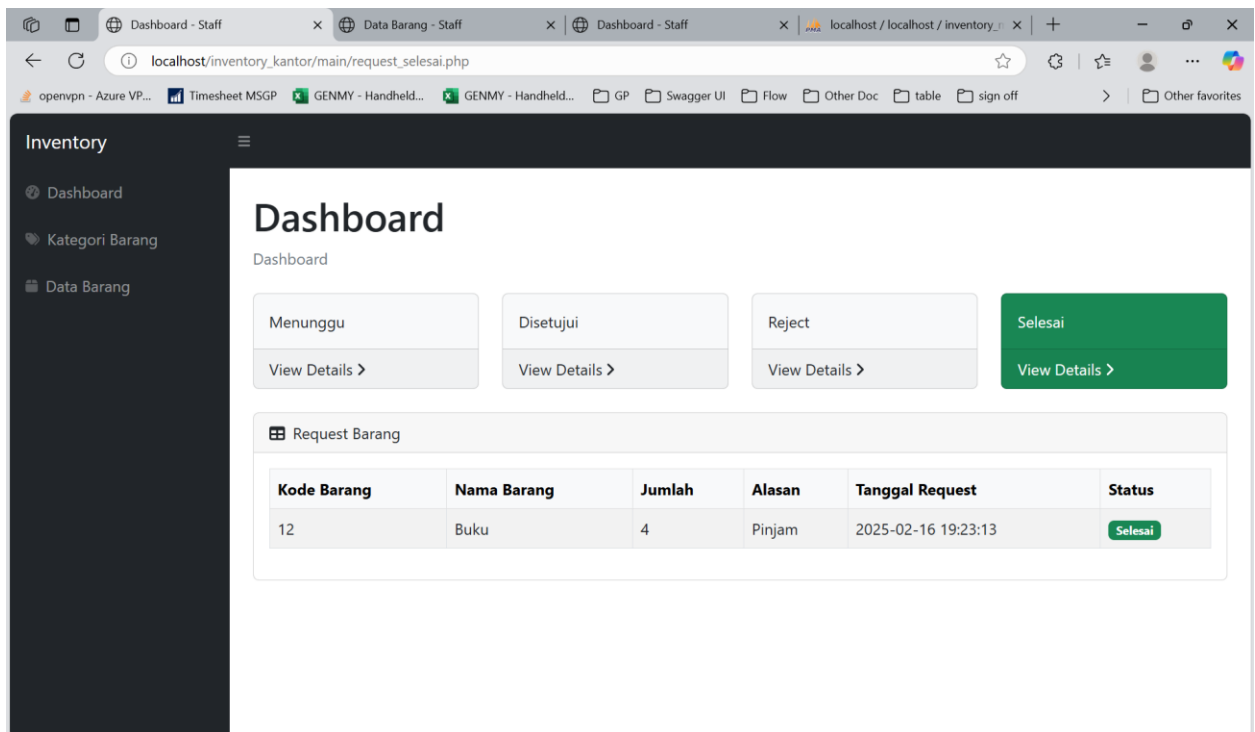 Dashboard - Staff
Data Barang - Staff
Dashboard - Staff
localhost / localhost / inventory_n
localhost/inventory_kantor/main/request_selesai.php
openvpn - Azure VP...
Timesheet MSGP
GENMY - Handheld...
GENMY - Handheld...
GP
Swagger UI
Flow
Other Doc
table
sign off
Other favorites
Inventory
Dashboard
Kategori Barang
Data Barang
Dashboard
Dashboard
Menunggu
Disetujui
Reject
Selesai
View Details
View Details
View Details
View Details
Request Barang
Kode Barang Nama Barang Jumlah Alasan Tanggal Request Status
12 Buku 4 Pinjam 2025-02-16 19:23:13 Selesai